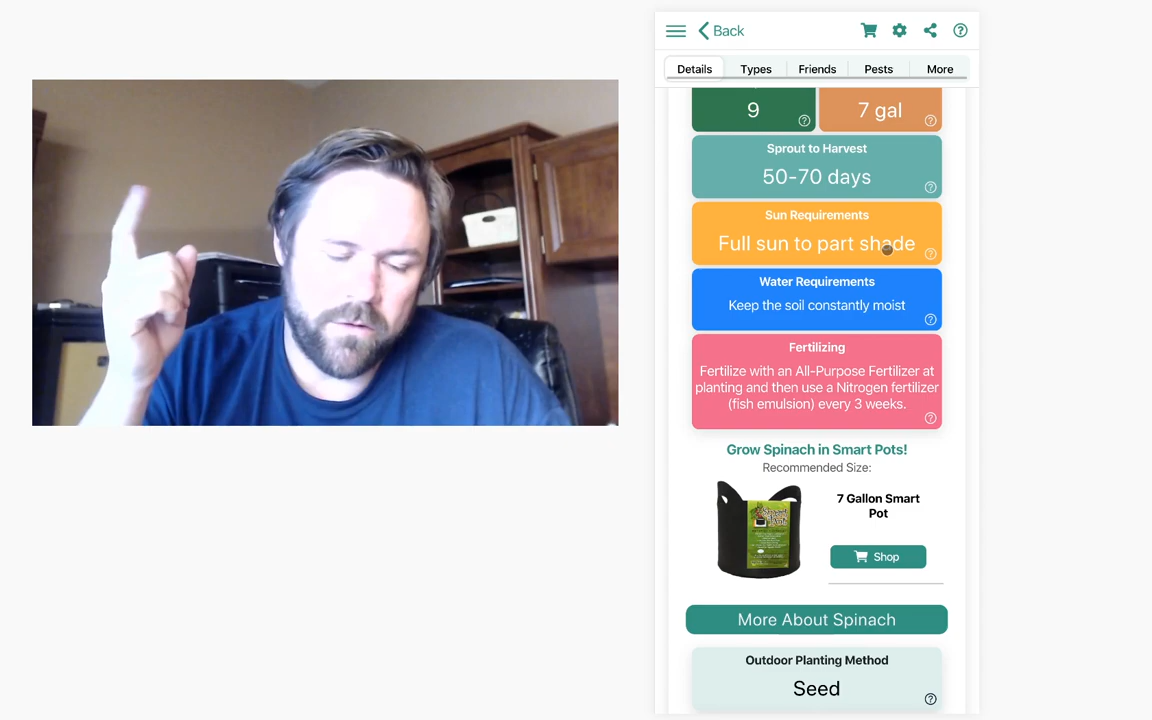 Back
Details Types Friends Pests More
9 7 gal
Sprout to Harvest
50-70 days
Sun Requirements
Full sun to part shade
Water Requirements
Keep the soil constantly moist
Fertilizing
Fertilize with an All-Purpose Fertilizer at
planting and then use a Nitrogen fertilizer
(fish emulsion) every 3 weeks.
Grow Spinach in Smart Pots!
Recommended Size:
7 Gallon Smart
Pot
Shop
More About Spinach
Outdoor Planting Method
Seed